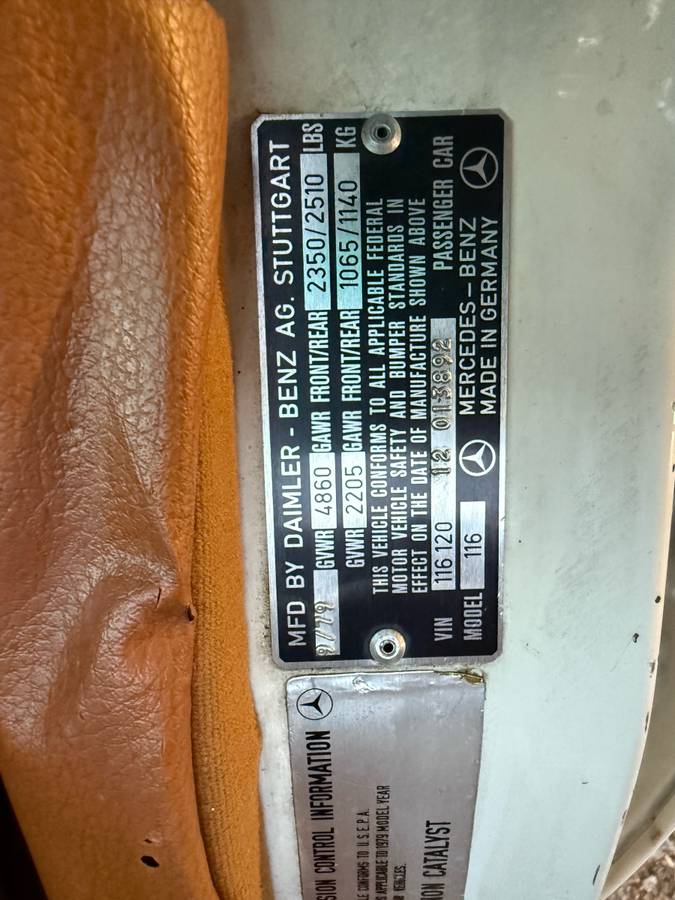 MFD BY DAIMLER - BENZ AG. STUTTGART
9/79 GVWR 4860 GAWR FRONT/REAR 2350/2510 LBS
GVWR 2205 GAWR FRONT/REAR 1065/1140 KG
THIS VEHICLE CONFORMS TO ALL APPLICABLE FEDERAL
MOTOR VEHICLE SAFETY AND BUMPER STANDARDS IN
EFFECT ON THE DATE OF MANUFACTURE SHOWN ABOVE
VIN 116 120 12 013892 PASSENGER CAR
MODEL 116 MERCEDES-BENZ
MADE IN GERMANY
SION CONTROL INFORMATION
LE CONFORMS TO U.S.E.P.A.
S APPLICABLE TO 1979 MODEL YEAR
VEHICLES.
ION CATALYST